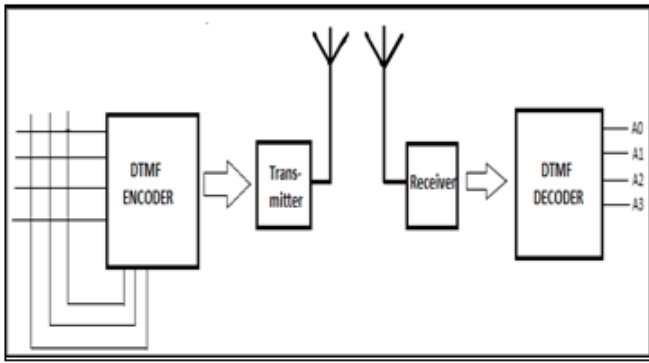 DTMF
ENCODER
Trans-
mitter
Receiver
DTMF
DECODER
A0
A1
A2
A3